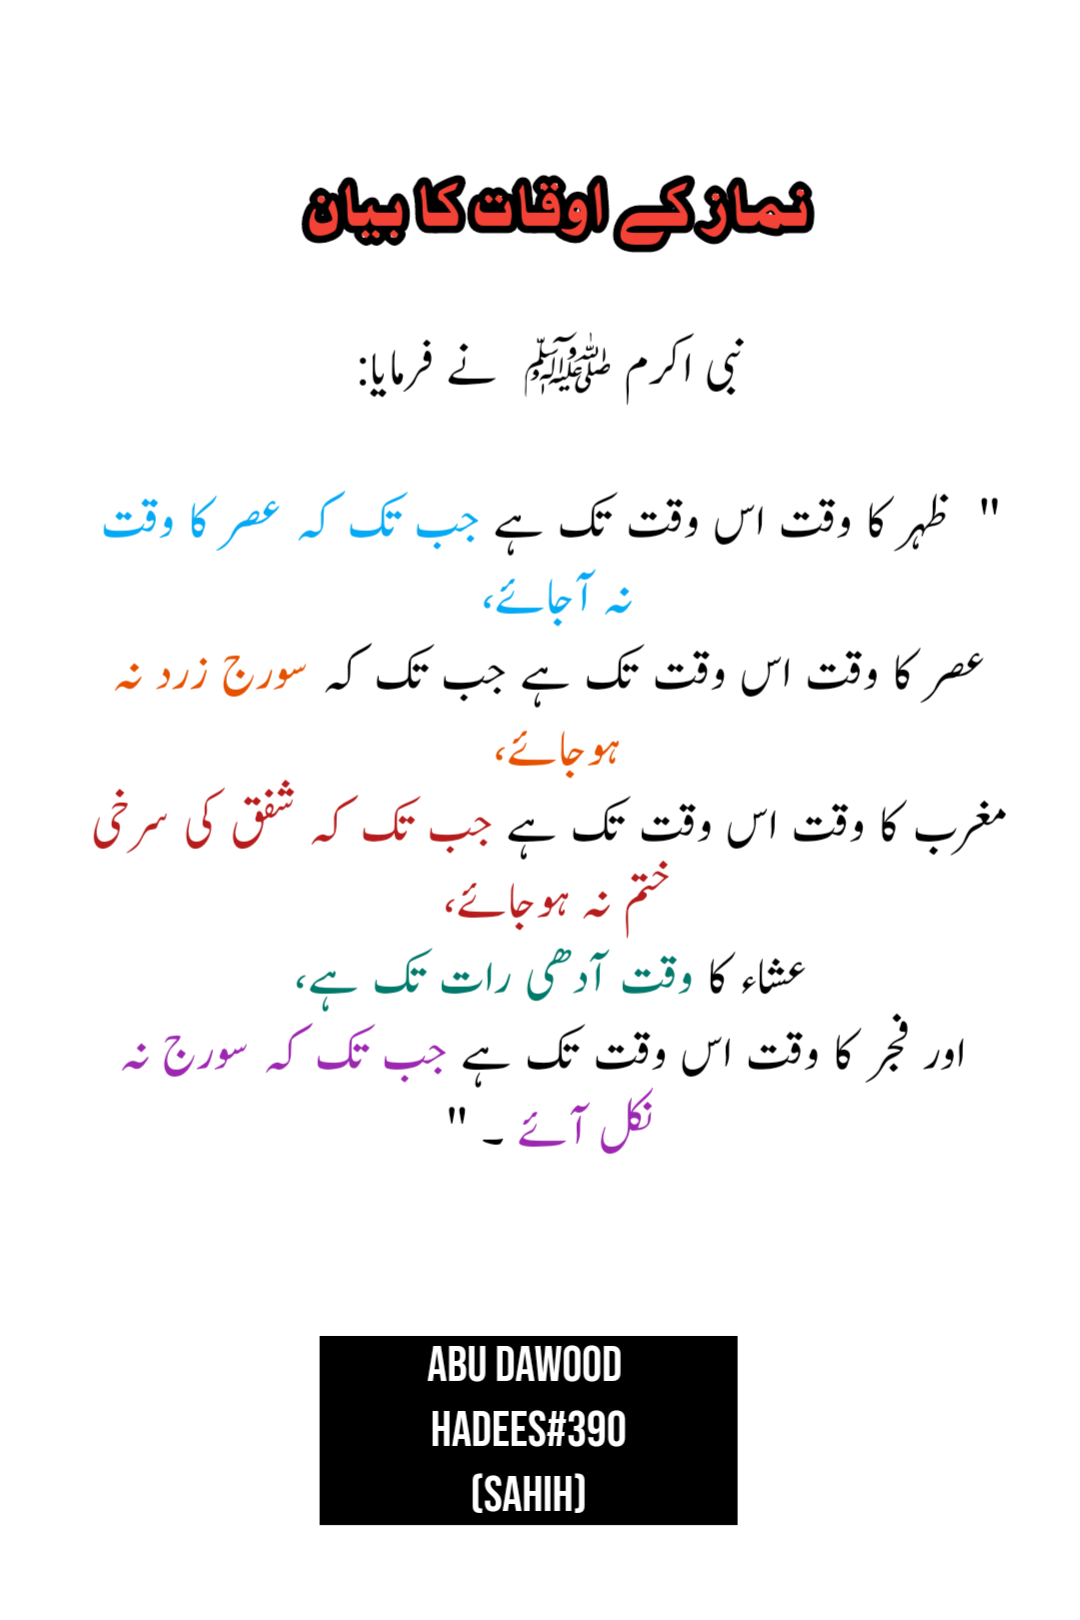 نماز کے اوقات کا بیان
نبی اکرم ﷺ نے فرمایا:
" ظہر کا وقت اس وقت تک ہے جب تک کہ عصر کا وقت
نہ آجائے،
عصر کا وقت اس وقت تک ہے جب تک کہ سورج زرد نہ
ہوجائے،
مغرب کا وقت اس وقت تک ہے جب تک کہ شفق کی سرخی
ختم نہ ہوجائے،
عشاء کا وقت آدھی رات تک ہے،
اور فجر کا وقت اس وقت تک ہے جب تک کہ سورج نہ
نکل آئے ۔ "
ABU DAWOOD
HADEES#390
(SAHIH)